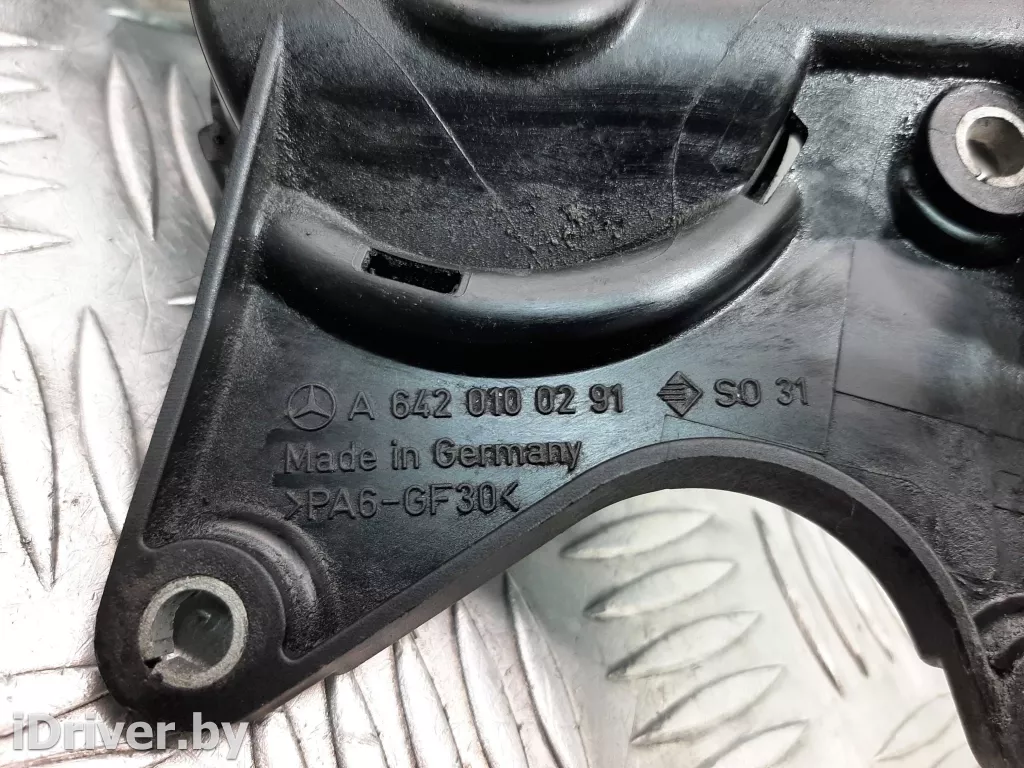 A 642 010 02 91 SO 31
Made in Germany
>PA6-GF30<
iDriver.by